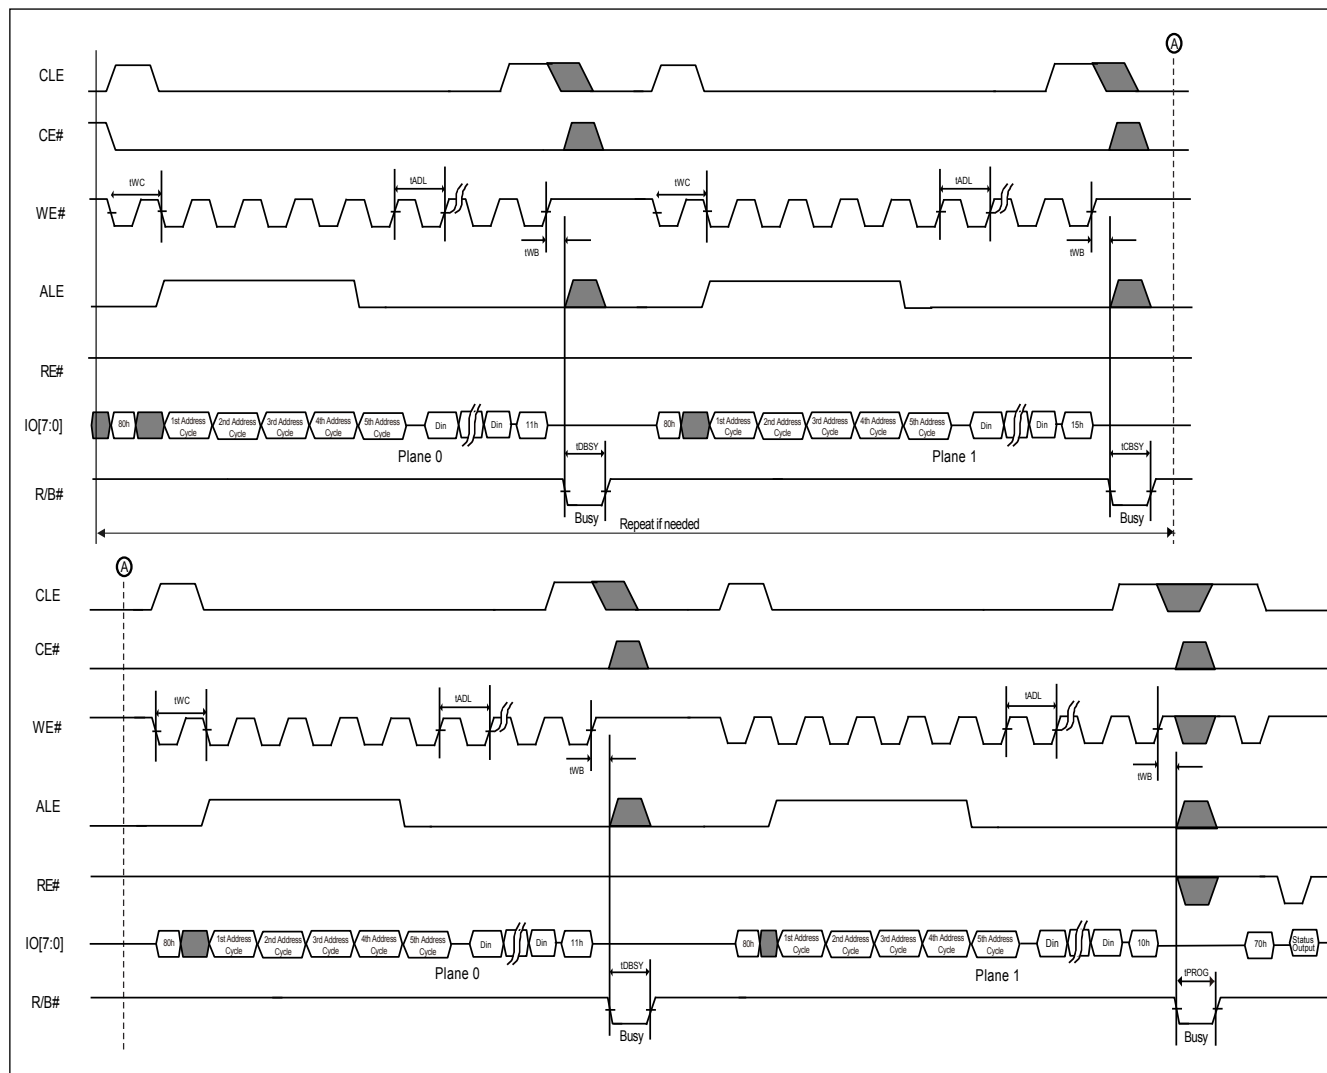 A
CLE
CE#
tWC
tADL
tWC
tADL
WE#
tWB
tWB
ALE
RE#
IO[7:0]
80h
1st Address Cycle
2nd Address Cycle
3rd Address Cycle
4th Address Cycle
5th Address Cycle
Din
Din
11h
80h
1st Address Cycle
2nd Address Cycle
3rd Address Cycle
4th Address Cycle
5th Address Cycle
Din
Din
15h
Plane 0
tDBSY
Plane 1
tCBSY
R/B#
Busy
Repeat if needed
Busy
A
CLE
CE#
tWC
tADL
tADL
WE#
tWB
tWB
ALE
RE#
IO[7:0]
80h
1st Address Cycle
2nd Address Cycle
3rd Address Cycle
4th Address Cycle
5th Address Cycle
Din
Din
11h
80h
1st Address Cycle
2nd Address Cycle
3rd Address Cycle
4th Address Cycle
5th Address Cycle
Din
Din
10h
70h
Status Output
Plane 0
tDBSY
Plane 1
tPROG
R/B#
Busy
Busy